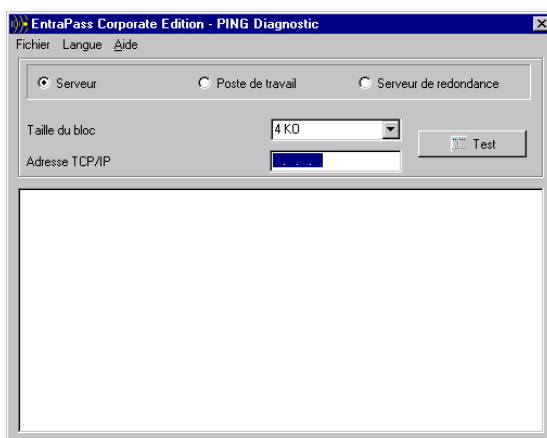 EntraPass Corporate Edition - PING Diagnostic
Fichier Langue Aide
Serveur Poste de travail Serveur de redondance
Taille du bloc 4 KO
Test
Adresse TCP/IP . . .